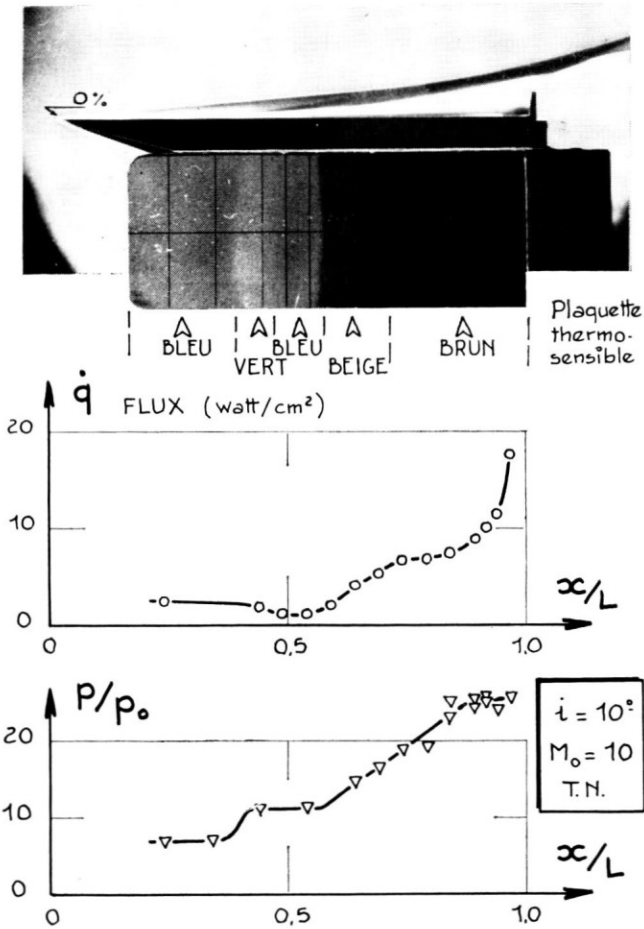 0%
BLEU VERT BLEU BEIGE BRUN
Plaquette
thermo-
sensible
q̇ FLUX (watt/cm²)
20
10
0
0 0,5 1,0
x/L
p/p₀
20
10
0
0 0,5 1,0
x/L
i = 10°
M₀ = 10
T.N.